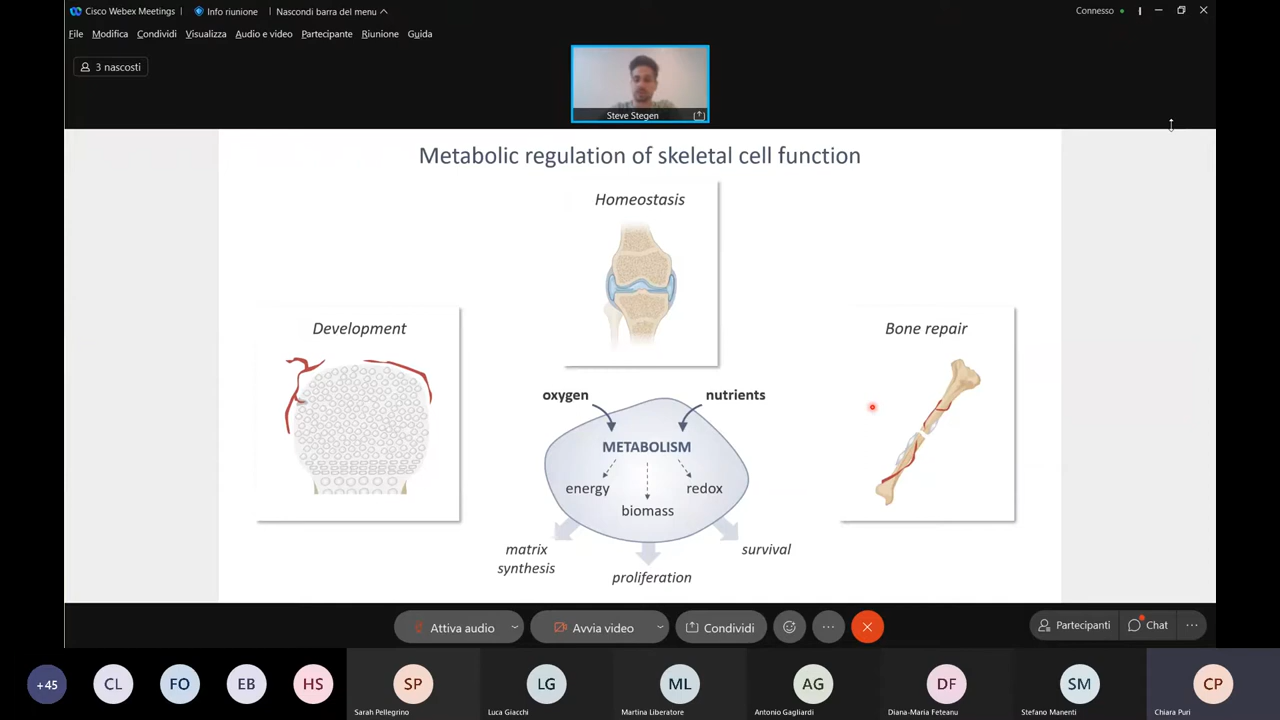 Cisco Webex Meetings
Info riunione
Nascondi barra del menu
Connesso
File
Modifica
Condividi
Visualizza
Audio e video
Partecipante
Riunione
Guida
3 nascosti
Steve Stegen
Metabolic regulation of skeletal cell function
Homeostasis
Development
Bone repair
oxygen
nutrients
METABOLISM
energy
redox
biomass
matrix
synthesis
survival
proliferation
Attiva audio
Avvia video
Condividi
Partecipanti
Chat
+45
CL
FO
EB
HS
SP
LG
ML
AG
DF
SM
CP
Sarah Pellegrino
Luca Giacchi
Martina Liberatore
Antonio Gagliardi
Diana-Maria Feteanu
Stefano Manenti
Chiara Puri